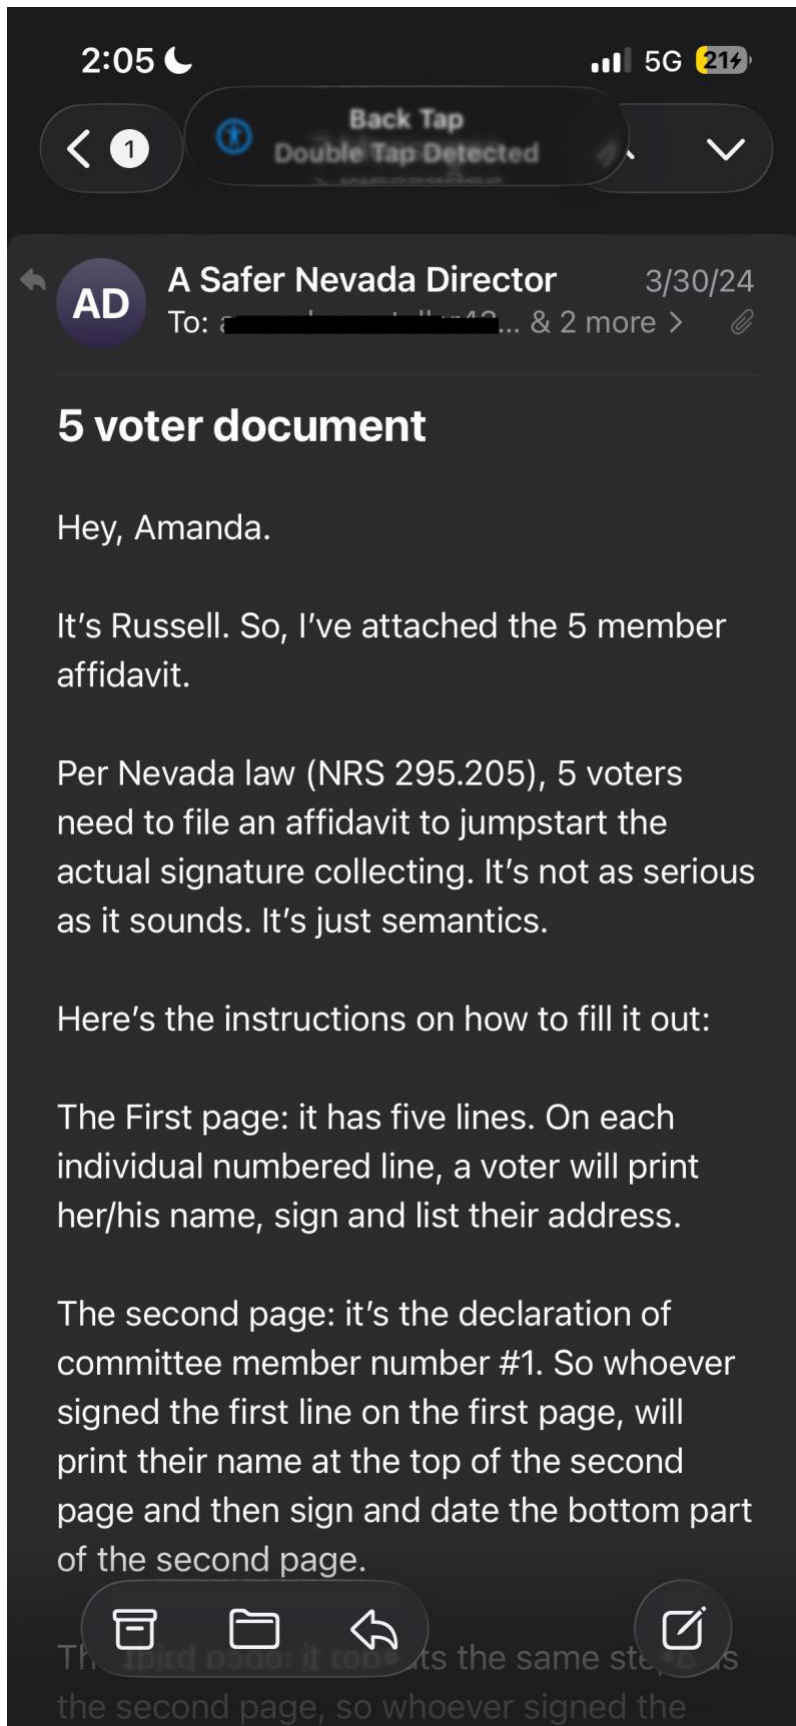 2:05 5G 21
1 Back Tap
Double Tap Detected
A Safer Nevada Director 3/30/24
AD
To: ... & 2 more >
5 voter document
Hey, Amanda.
It's Russell. So, I've attached the 5 member
affidavit.
Per Nevada law (NRS 295.205), 5 voters
need to file an affidavit to jumpstart the
actual signature collecting. It's not as serious
as it sounds. It's just semantics.
Here's the instructions on how to fill it out:
The First page: it has five lines. On each
individual numbered line, a voter will print
her/his name, sign and list their address.
The second page: it's the declaration of
committee member number #1. So whoever
signed the first line on the first page, will
print their name at the top of the second
page and then sign and date the bottom part
of the second page.
the same
the second page, so whoever signed the